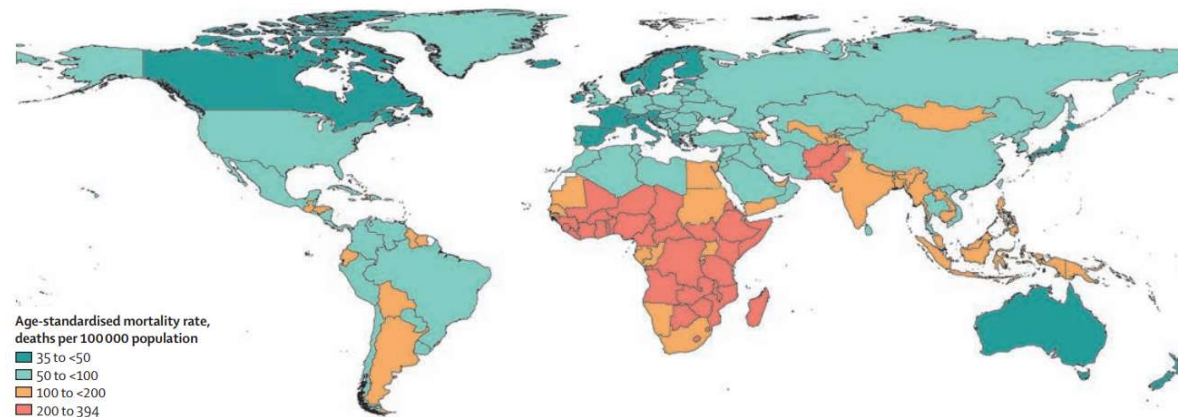 Age-standardised mortality rate,
deaths per 100 000 population
35 to <50
50 to <100
100 to <200
200 to 394